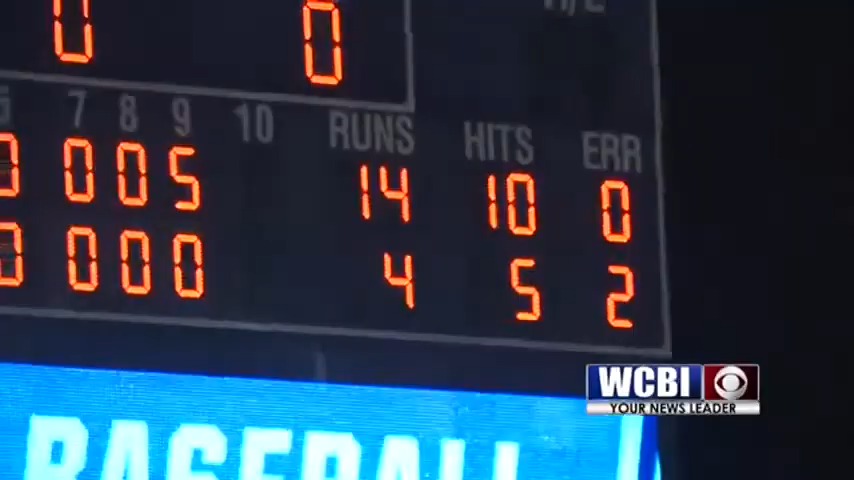 0 0
7 8 9 10 RUNS HITS ERR
0 0 0 5 14 10 0
0 0 0 0 4 5 2
WCBI
YOUR NEWS LEADER
BASEBALL